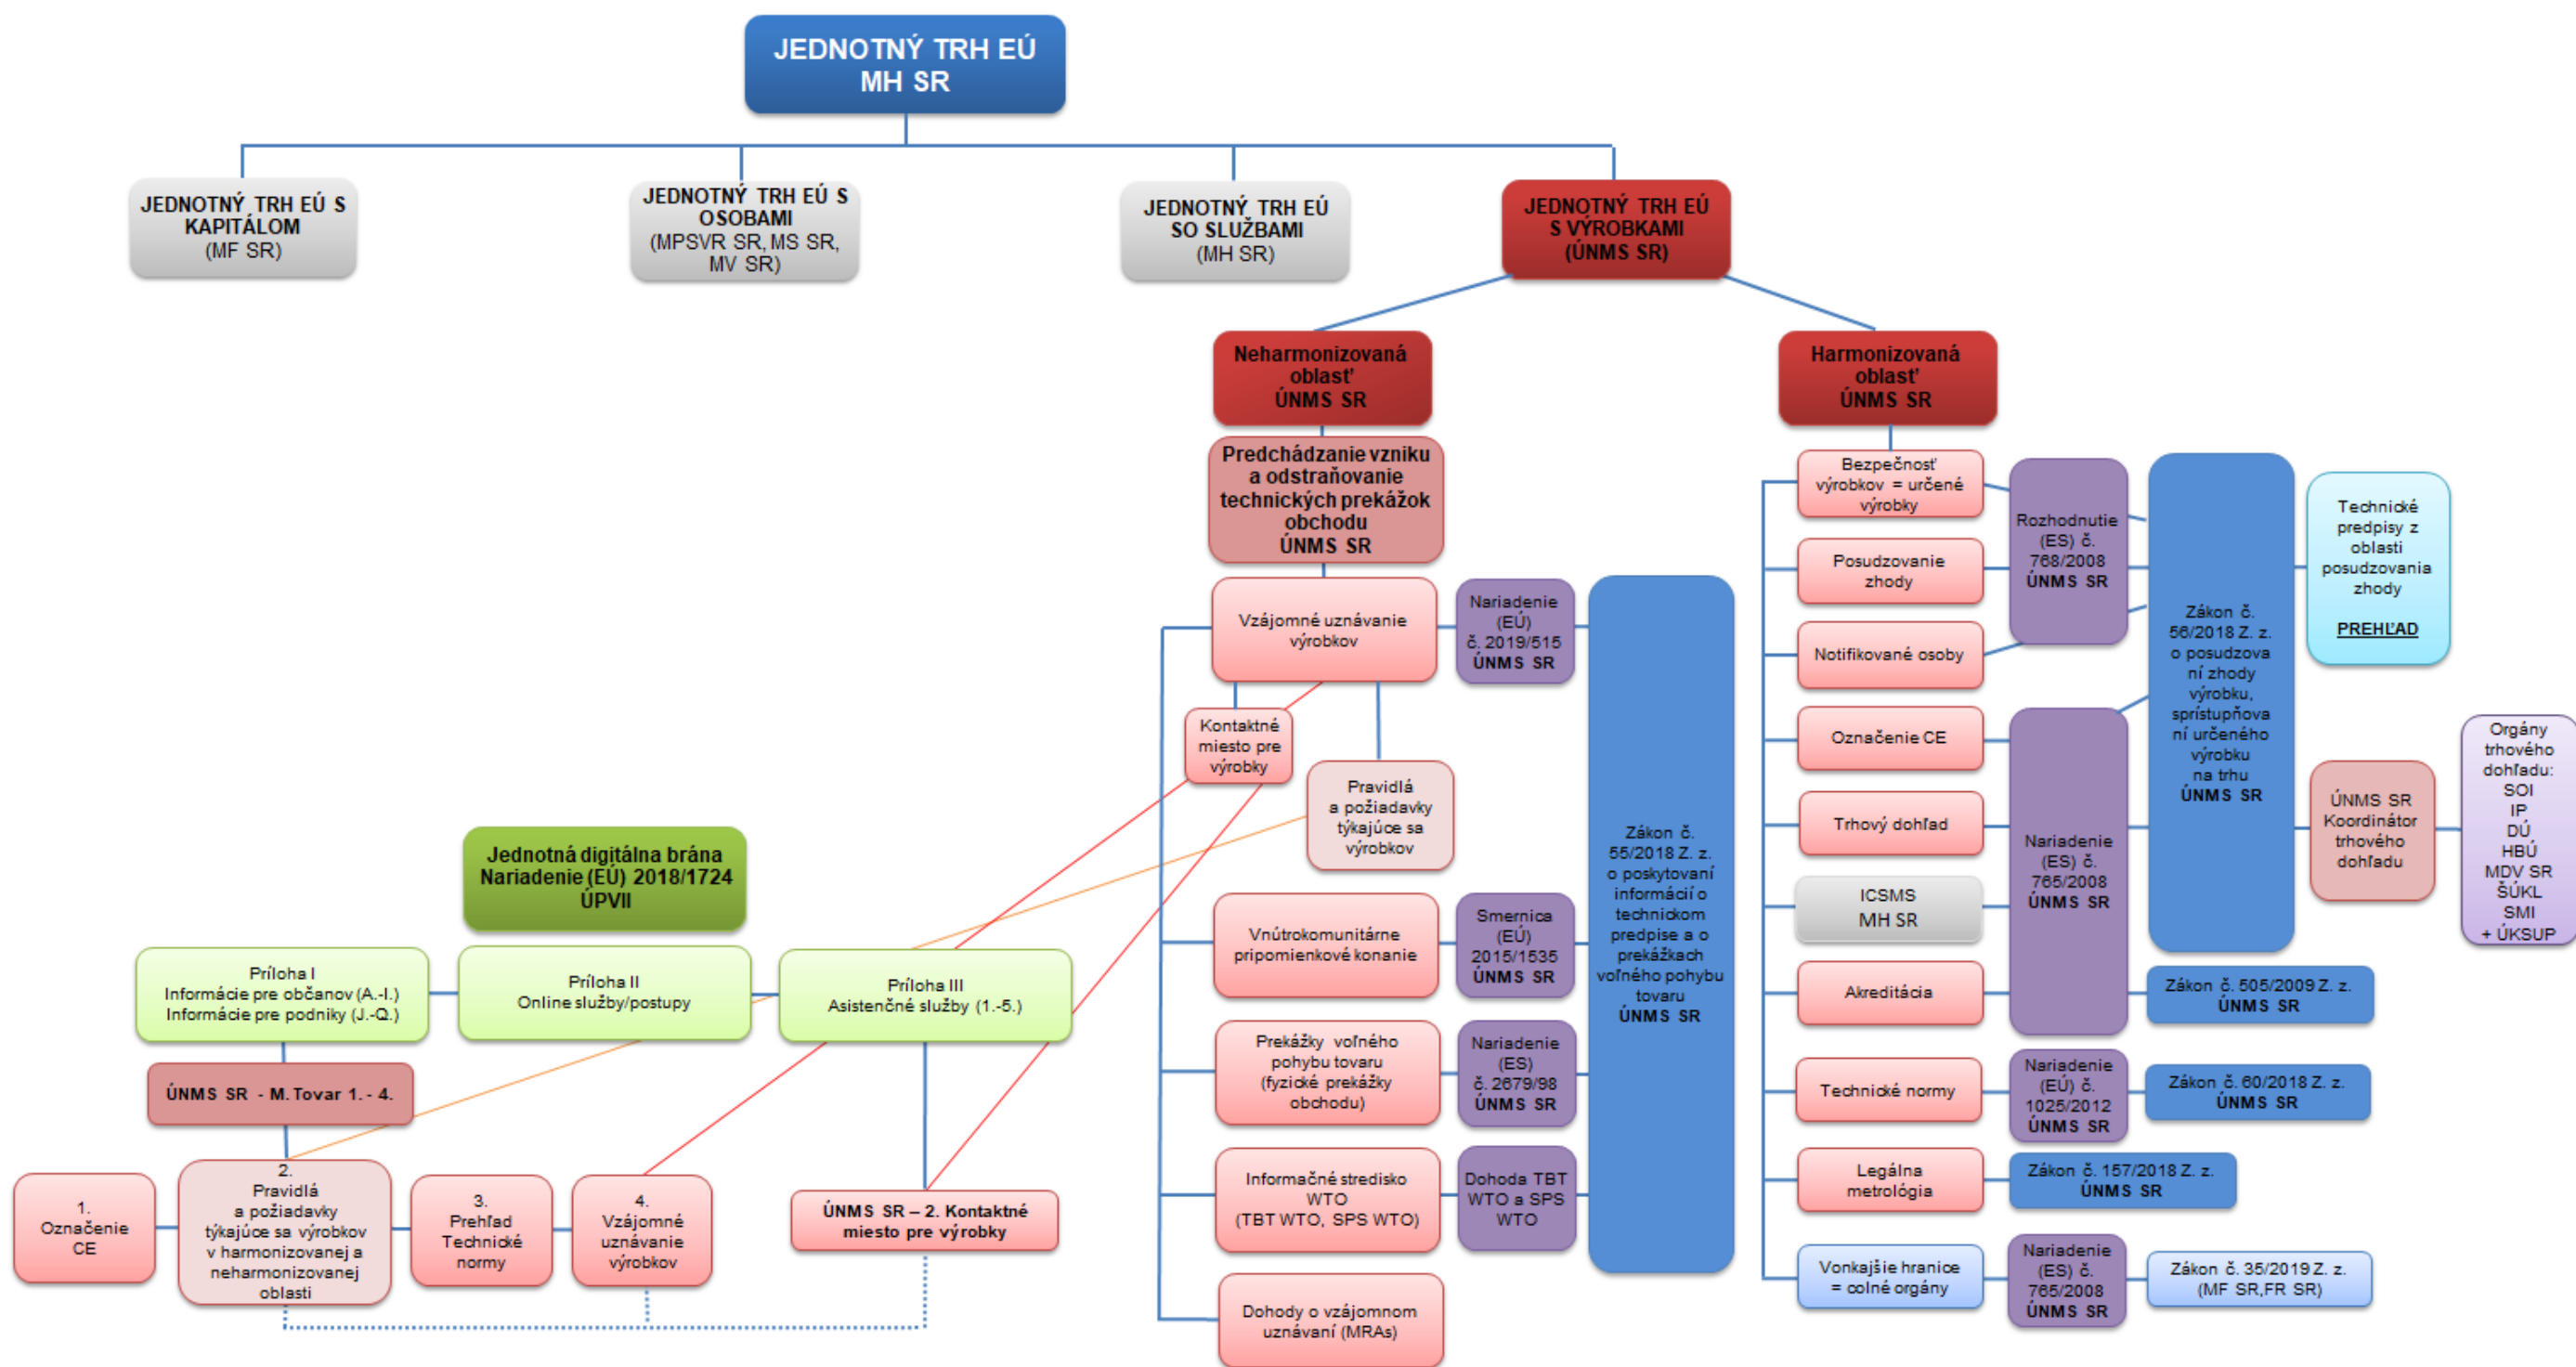 JEDNOTNÝ TRH EÚ
MH SR
JEDNOTNÝ TRH EÚ S
KAPITÁLOM
(MF SR)
JEDNOTNÝ TRH EÚ S
OSOBAMI
(MPSVR SR, MS SR,
MV SR)
JEDNOTNÝ TRH EÚ
SO SLUŽBAMI
(MH SR)
JEDNOTNÝ TRH EÚ
S VÝROBKAMI
(ÚNMS SR)
Neharmonizovaná
oblasť
ÚNMS SR
Predchádzanie vzniku
a odstraňovanie
technických prekážok
obchodu
ÚNMS SR
Vzájomné uznávanie
výrobkov
Nariadenie
(EÚ)
č. 2019/515
ÚNMS SR
Kontaktné
miesto pre
výrobky
Pravidlá
a požiadavky
týkajúce sa
výrobkov
Vnútrokomunitárne
pripomienkové konanie
Smernica
(EÚ)
2015/1535
ÚNMS SR
Prekážky voľného
pohybu tovaru
(fyzické prekážky
obchodu)
Nariadenie
(ES)
č. 2679/98
ÚNMS SR
Informačné stredisko
WTO
(TBT WTO, SPS WTO)
Dohoda TBT
WTO a SPS
WTO
Dohody o vzájomnom
uznávaní (MRAs)
Zákon č.
55/2018 Z. z.
o poskytovaní
informácií o
technickom
predpise a o
prekážkach
voľného pohybu
tovaru
ÚNMS SR
Harmonizovaná
oblasť
ÚNMS SR
Bezpečnosť
výrobkov = určené
výrobky
Posudzovanie
zhody
Notifikované osoby
Označenie CE
Trhový dohľad
ICSMS
MH SR
Akreditácia
Technické normy
Legálna
metrológia
Vonkajšie hranice
= colné orgány
Rozhodnutie
(ES) č.
768/2008
ÚNMS SR
Nariadenie
(ES) č.
765/2008
ÚNMS SR
Nariadenie
(EÚ) č.
1025/2012
ÚNMS SR
Zákon č. 157/2018 Z. z.
ÚNMS SR
Nariadenie
(ES) č.
765/2008
ÚNMS SR
Zákon č.
56/2018 Z. z.
o posudzova
ní zhody
výrobku,
sprístupňova
ní určeného
výrobku
na trhu
ÚNMS SR
Zákon č. 505/2009 Z. z.
ÚNMS SR
Zákon č. 60/2018 Z. z.
ÚNMS SR
Zákon č. 35/2019 Z. z.
(MF SR,FR SR)
Technické
predpisy z
oblasti
posudzovania
zhody
PREHĽAD
ÚNMS SR
Koordinátor
trhového
dohľadu
Orgány
trhového
dohľadu:
SOI
IP
DÚ
HBÚ
MDV SR
ŠÚKL
SMI
+ ÚKSUP
Jednotná digitálna brána
Nariadenie (EÚ) 2018/1724
ÚPVII
Príloha I
Informácie pre občanov (A.-I.)
Informácie pre podniky (J.-Q.)
Príloha II
Online služby/postupy
Príloha III
Asistenčné služby (1.-5.)
ÚNMS SR - M. Tovar 1. - 4.
1.
Označenie
CE
2.
Pravidlá
a požiadavky
týkajúce sa výrobkov
v harmonizovanej a
neharmonizovanej
oblasti
3.
Prehľad
Technické
normy
4.
Vzájomné
uznávanie
výrobkov
ÚNMS SR – 2. Kontaktné
miesto pre výrobky